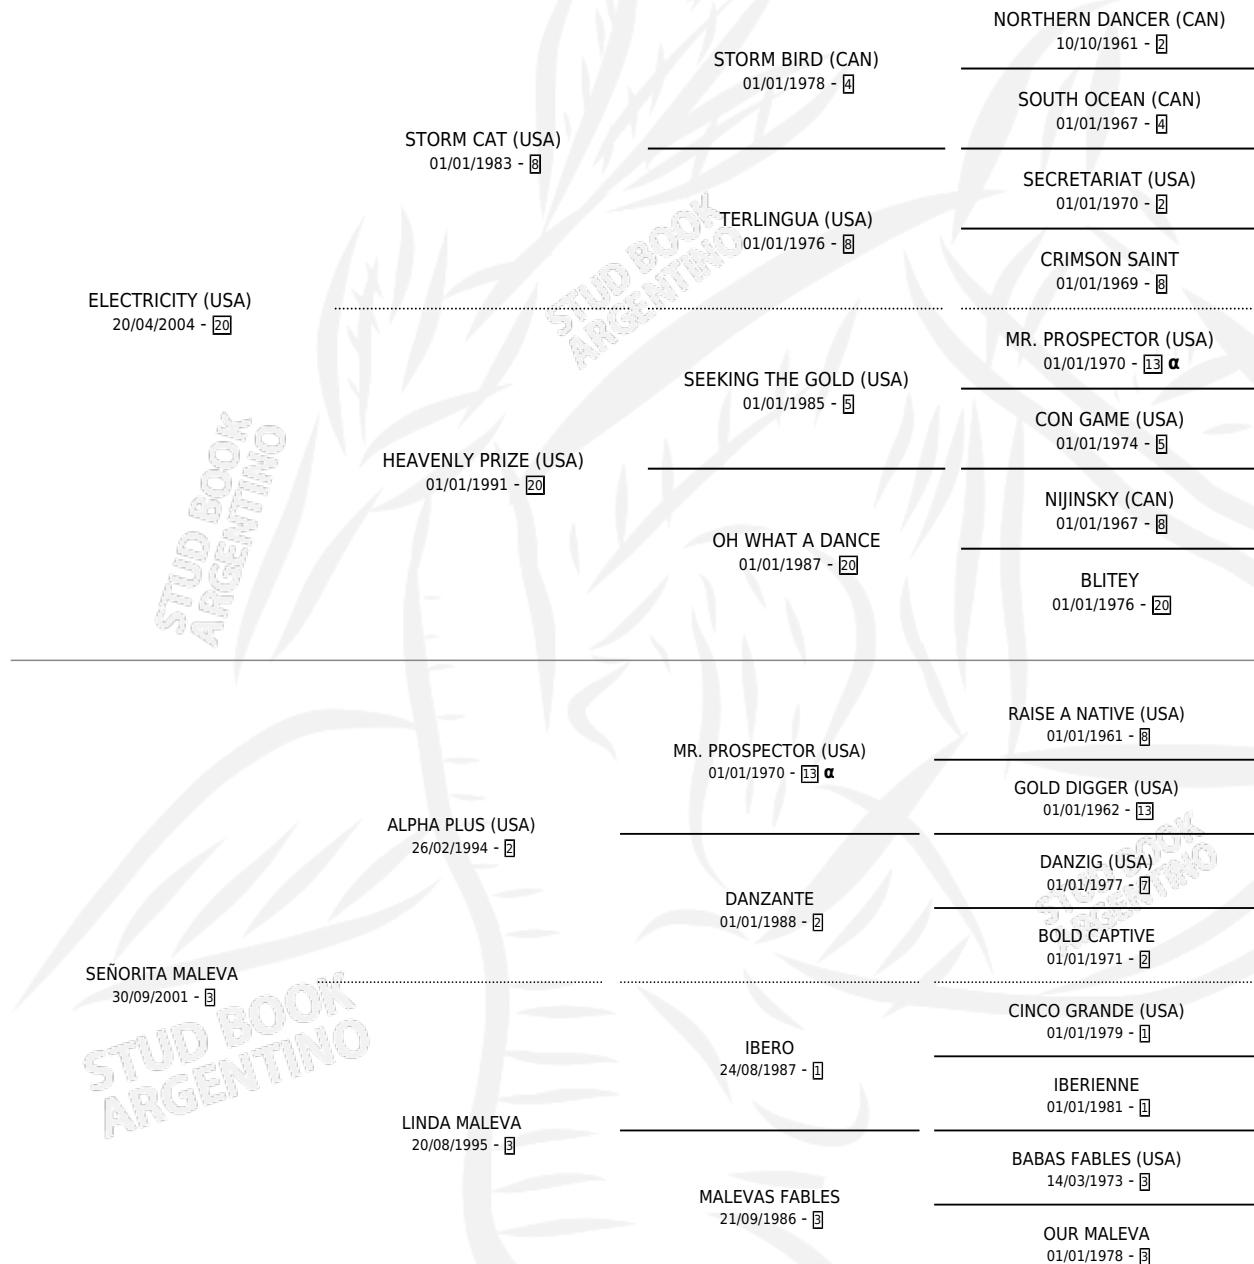 NORTHERN DANCER (CAN)
10/10/1961 - 2
STORM BIRD (CAN)
01/01/1978 - 4
SOUTH OCEAN (CAN)
01/01/1967 - 4
STORM CAT (USA)
01/01/1983 - 8
SECRETARIAT (USA)
01/01/1970 - 2
TERLINGUA (USA)
01/01/1976 - 8
CRIMSON SAINT
01/01/1969 - 8
STUD BOOK
ARGENTINO
ELECTRICITY (USA)
20/04/2004 - 20
MR. PROSPECTOR (USA)
01/01/1970 - 13 α
SEEKING THE GOLD (USA)
01/01/1985 - 5
CON GAME (USA)
01/01/1974 - 5
HEAVENLY PRIZE (USA)
01/01/1991 - 20
NIJINSKY (CAN)
01/01/1967 - 8
OH WHAT A DANCE
01/01/1987 - 20
BLITEY
01/01/1976 - 20
STUD BOOK
ARGENTINO
RAISE A NATIVE (USA)
01/01/1961 - 8
MR. PROSPECTOR (USA)
01/01/1970 - 13 α
GOLD DIGGER (USA)
01/01/1962 - 13
ALPHA PLUS (USA)
26/02/1994 - 2
DANZIG (USA)
01/01/1977 - 7
STUD BOOK
ARGENTINO
DANZANTE
01/01/1988 - 2
BOLD CAPTIVE
01/01/1971 - 2
SEÑORITA MALEVA
30/09/2001 - 3
STUD BOOK
ARGENTINO
CINCO GRANDE (USA)
01/01/1979 - 1
IBERO
24/08/1987 - 1
IBERIENNE
01/01/1981 - 1
LINDA MALEVA
20/08/1995 - 3
BABAS FABLES (USA)
14/03/1973 - 3
MALEVAS FABLES
21/09/1986 - 3
OUR MALEVA
01/01/1978 - 3